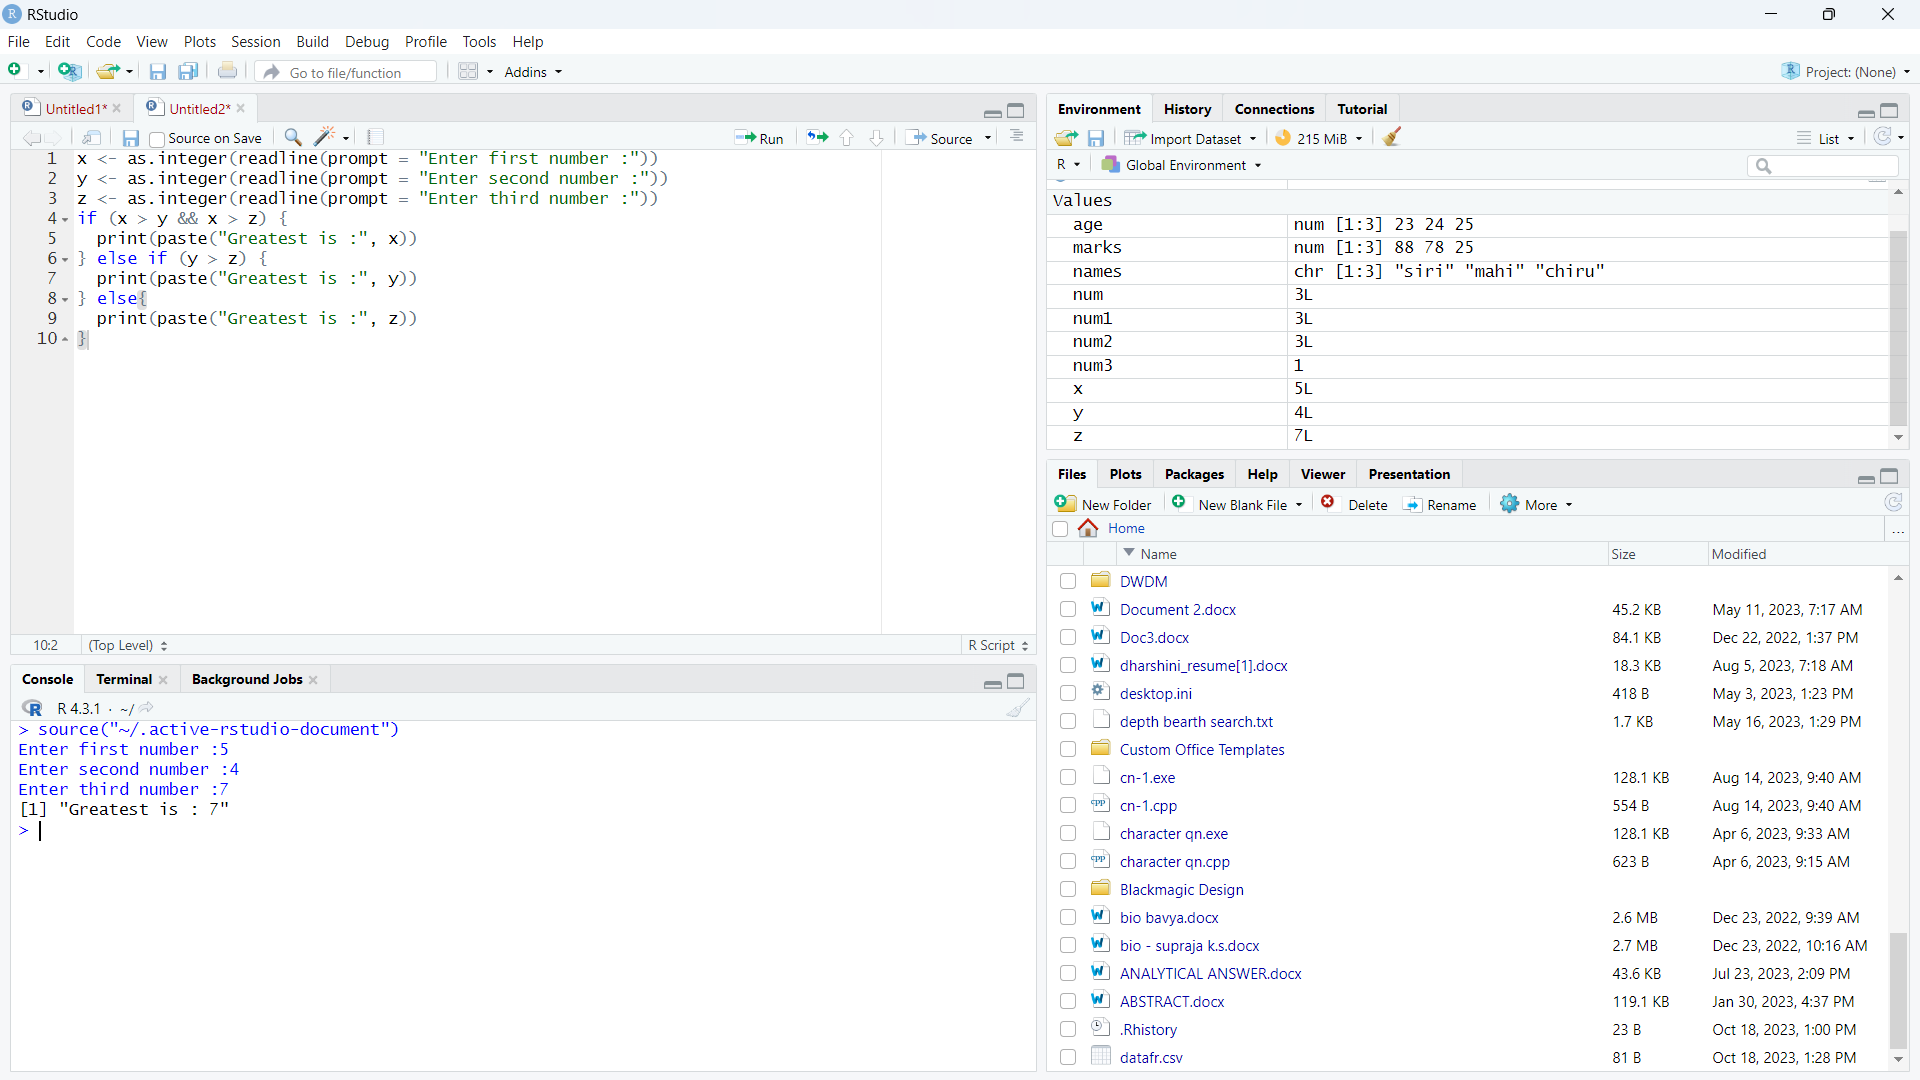 RStudio
File Edit Code View Plots Session Build Debug Profile Tools Help
Go to file/function Addins Project: (None)
Untitled1* Untitled2*
Source on Save Run Source
1 x <- as.integer(readline(prompt = "Enter first number :"))
2 y <- as.integer(readline(prompt = "Enter second number :"))
3 z <- as.integer(readline(prompt = "Enter third number :"))
4 if (x > y && x > z) {
5 print(paste("Greatest is :", x))
6 } else if (y > z) {
7 print(paste("Greatest is :", y))
8 } else{
9 print(paste("Greatest is :", z))
10 }
10:2 (Top Level) R Script
Console Terminal Background Jobs
R 4.3.1 · ~/
> source("~/.active-rstudio-document")
Enter first number :5
Enter second number :4
Enter third number :7
[1] "Greatest is : 7"
>
Environment History Connections Tutorial
Import Dataset 215 MiB List
R Global Environment
Values
age num [1:3] 23 24 25
marks num [1:3] 88 78 25
names chr [1:3] "siri" "mahi" "chiru"
num 3L
num1 3L
num2 3L
num3 1
x 5L
y 4L
z 7L
Files Plots Packages Help Viewer Presentation
New Folder New Blank File Delete Rename More
Home ...
Name Size Modified
DWDM
Document 2.docx 45.2 KB May 11, 2023, 7:17 AM
Doc3.docx 84.1 KB Dec 22, 2022, 1:37 PM
dharshini_resume[1].docx 18.3 KB Aug 5, 2023, 7:18 AM
desktop.ini 418 B May 3, 2023, 1:23 PM
depth bearth search.txt 1.7 KB May 16, 2023, 1:29 PM
Custom Office Templates
cn-1.exe 128.1 KB Aug 14, 2023, 9:40 AM
cn-1.cpp 554 B Aug 14, 2023, 9:40 AM
character qn.exe 128.1 KB Apr 6, 2023, 9:33 AM
character qn.cpp 623 B Apr 6, 2023, 9:15 AM
Blackmagic Design
bio bavya.docx 2.6 MB Dec 23, 2022, 9:39 AM
bio - supraja k.s.docx 2.7 MB Dec 23, 2022, 10:16 AM
ANALYTICAL ANSWER.docx 43.6 KB Jul 23, 2023, 2:09 PM
ABSTRACT.docx 119.1 KB Jan 30, 2023, 4:37 PM
.Rhistory 23 B Oct 18, 2023, 1:00 PM
datafr.csv 81 B Oct 18, 2023, 1:28 PM